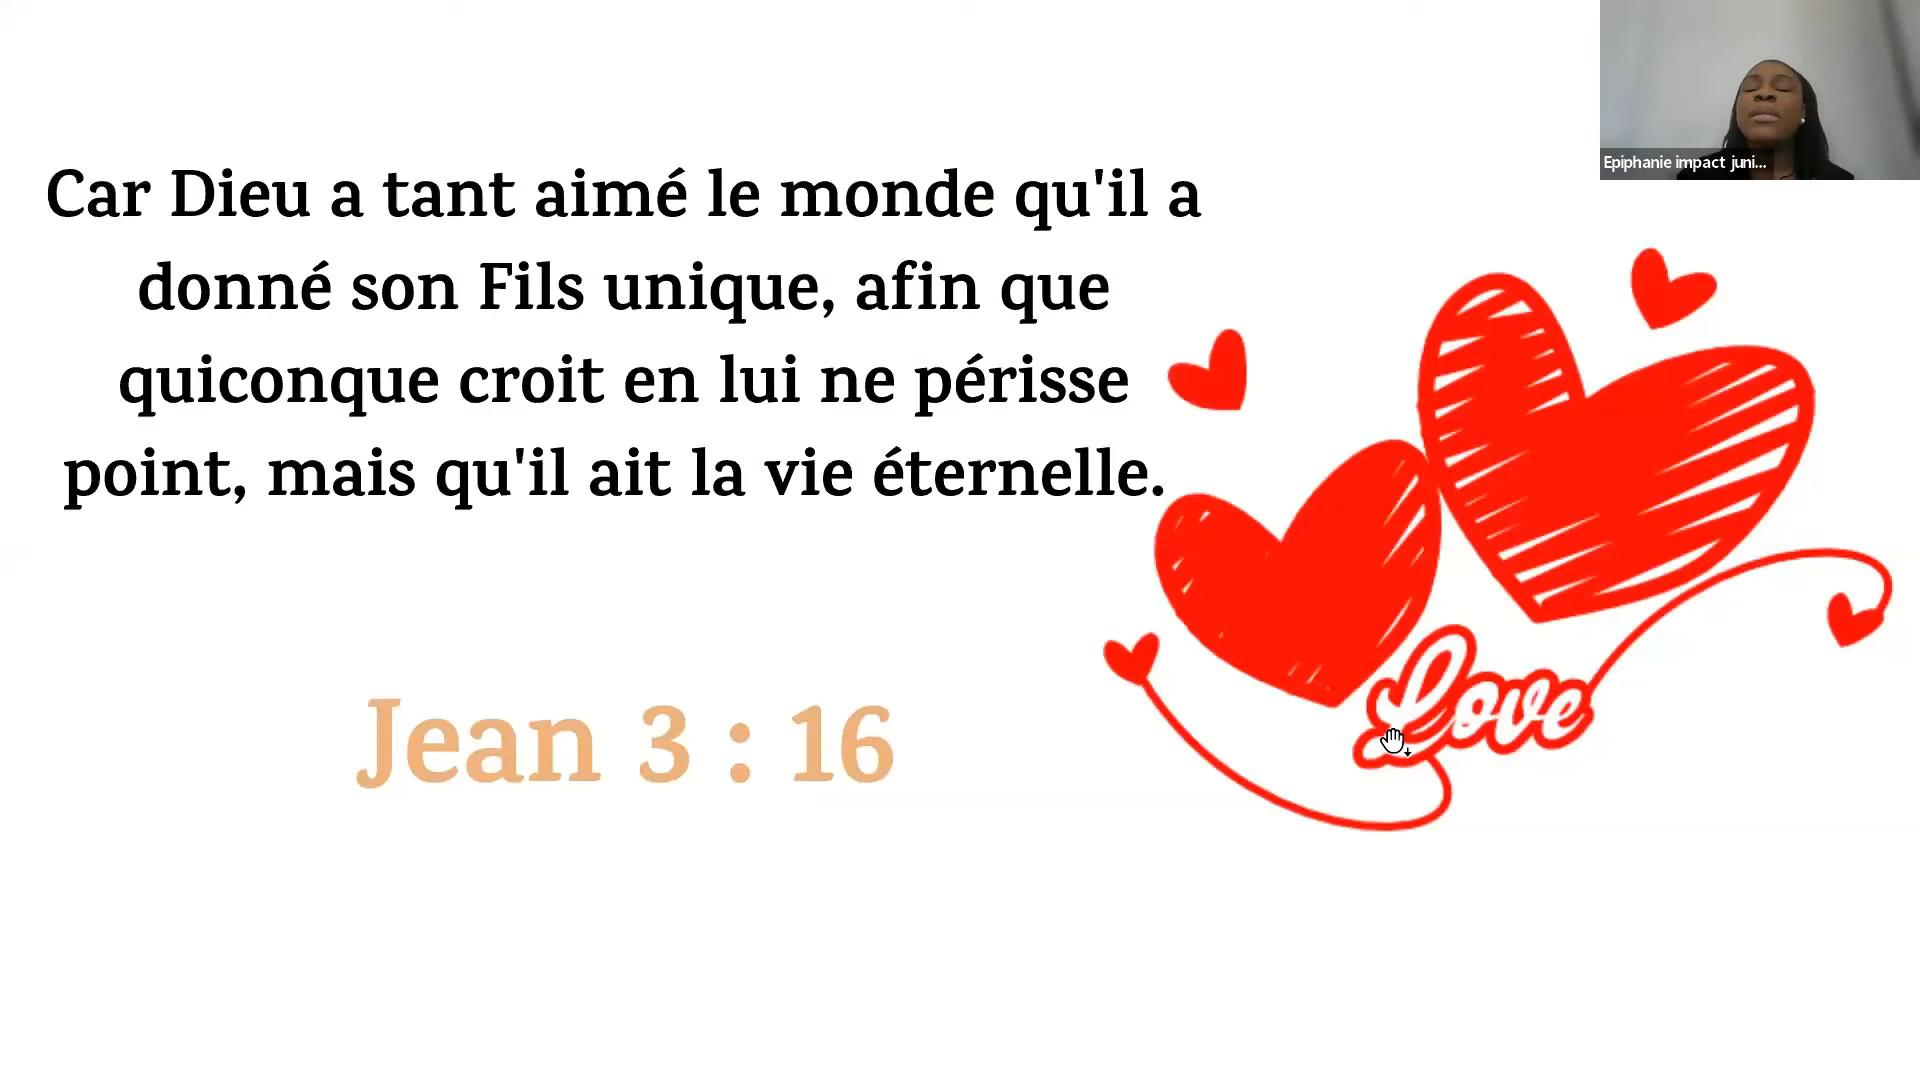 Epiphanie impact juni...
Car Dieu a tant aimé le monde qu'il a
donné son Fils unique, afin que
quiconque croit en lui ne périsse
point, mais qu'il ait la vie éternelle.
Love
Jean 3 : 16